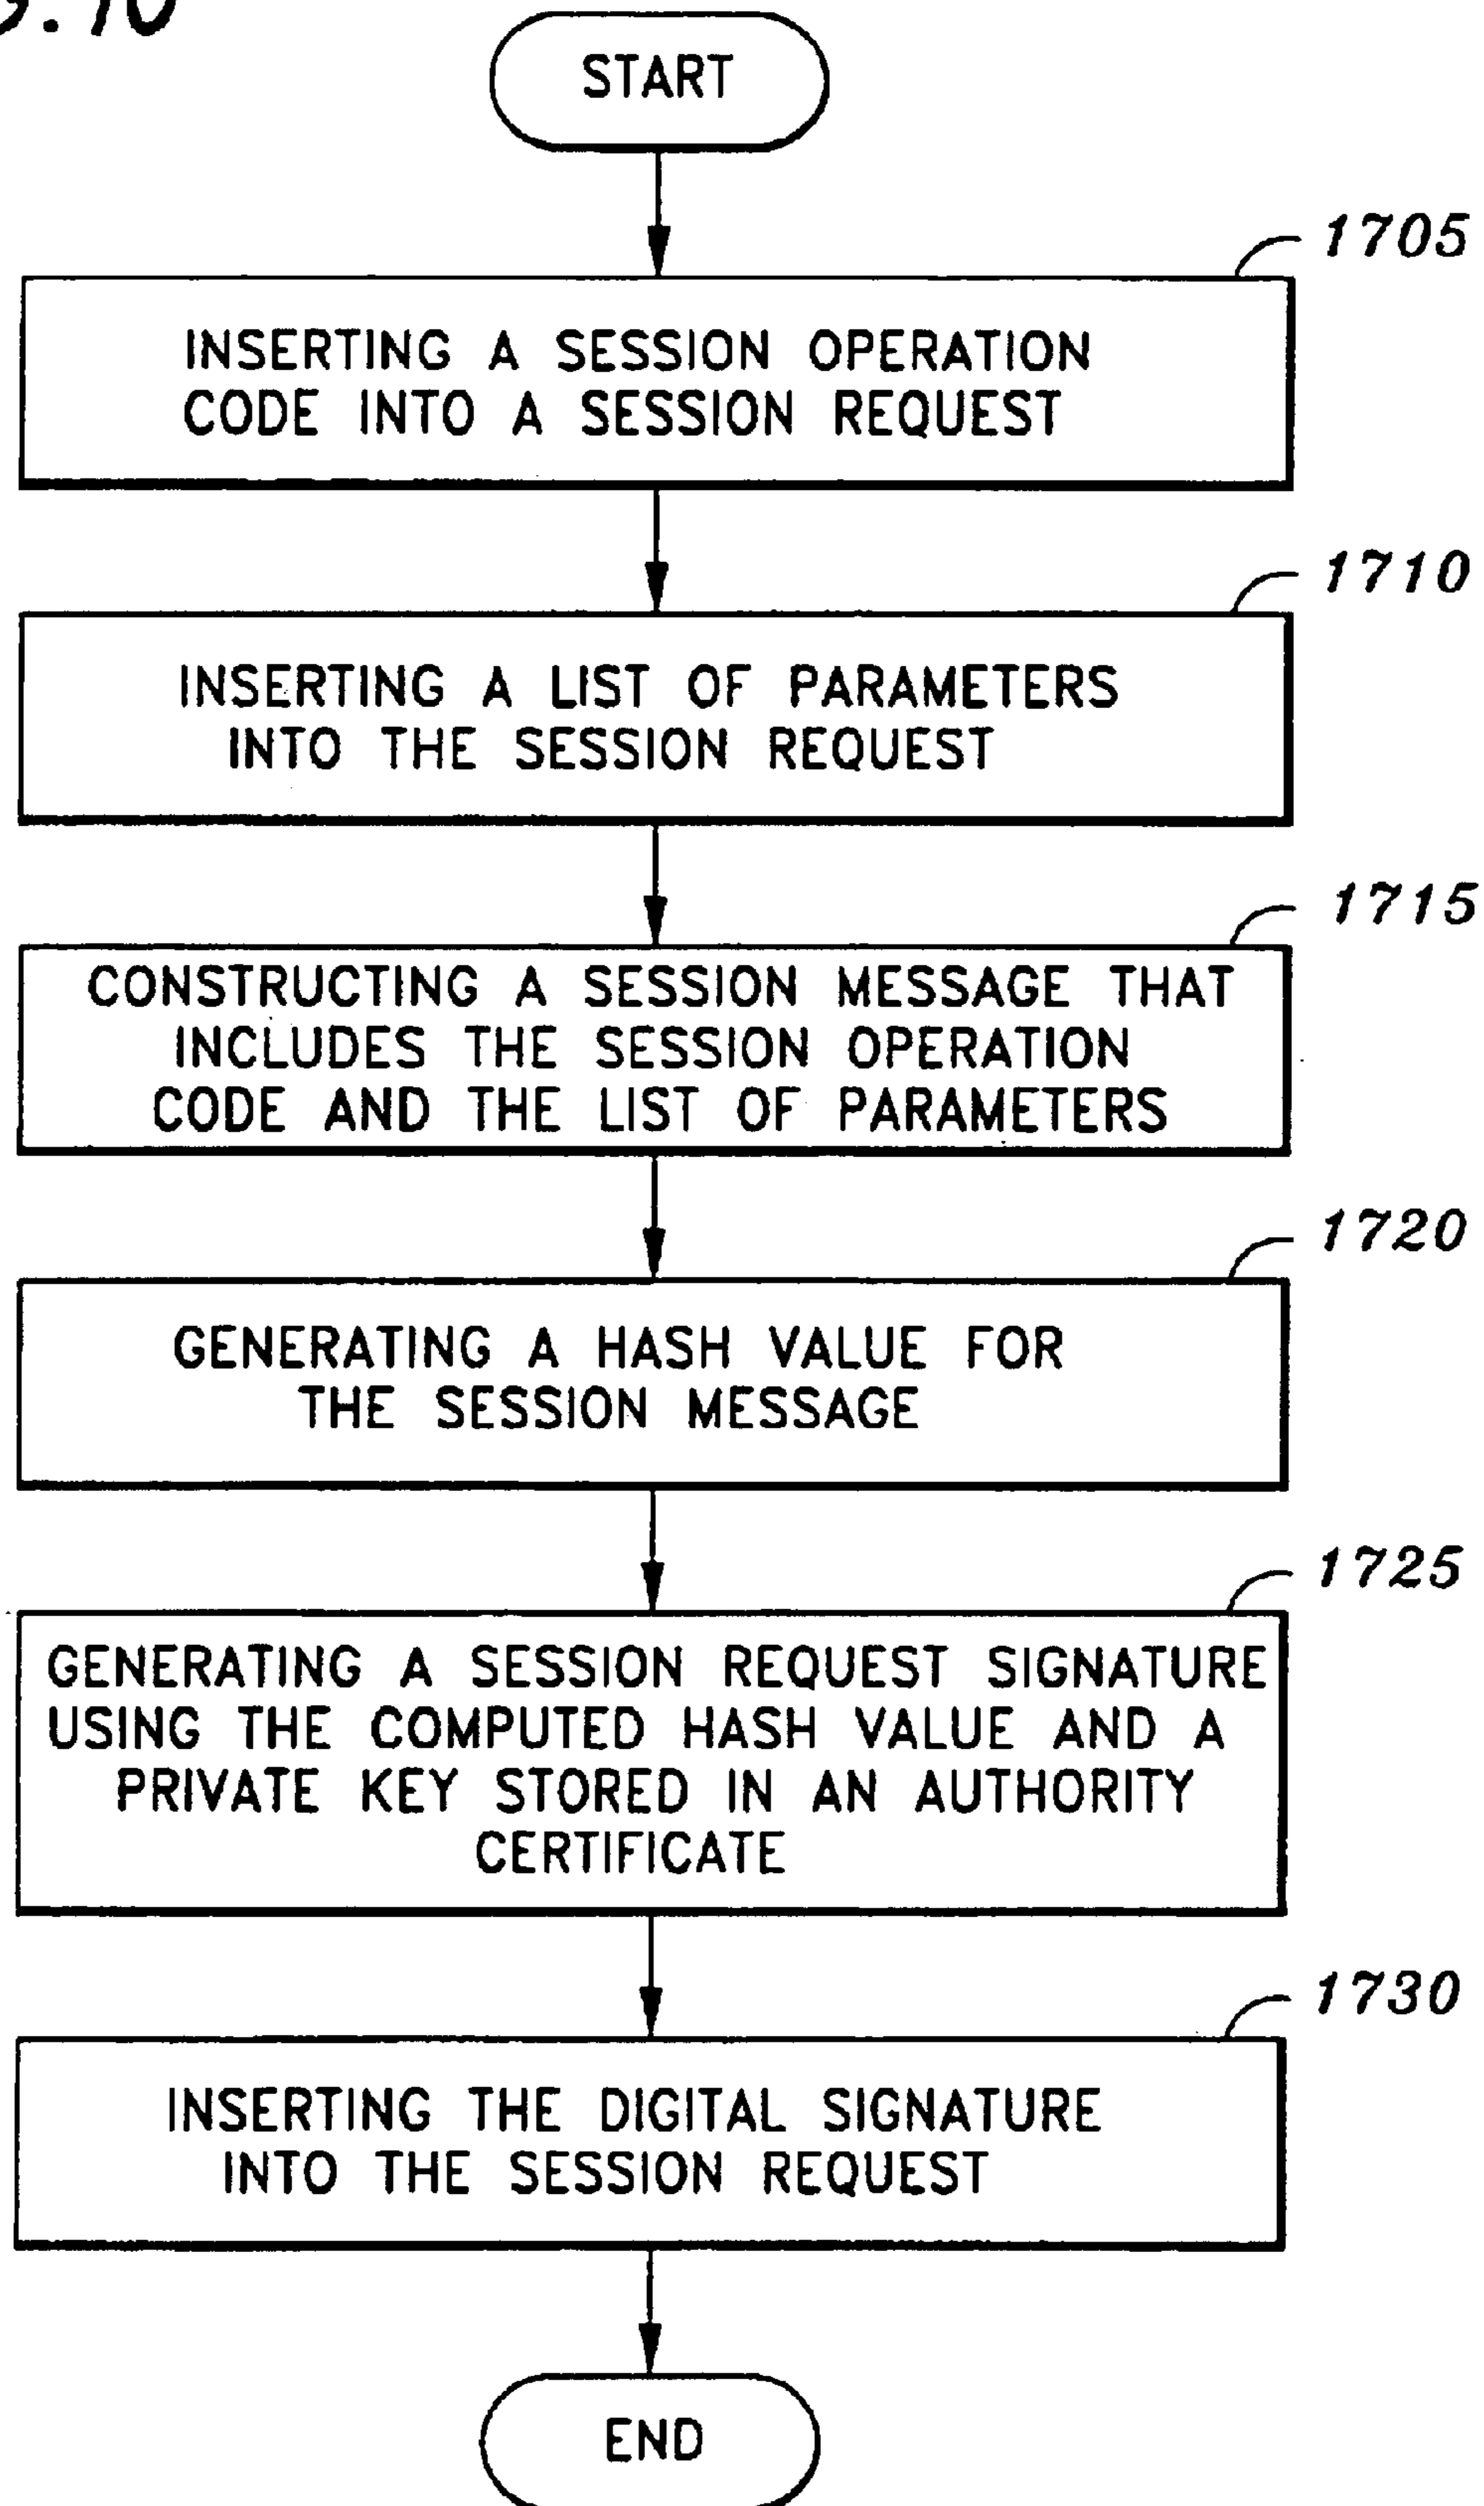 START
1705
INSERTING A SESSION OPERATION
CODE INTO A SESSION REQUEST
1710
INSERTING A LIST OF PARAMETERS
INTO THE SESSION REQUEST
1715
CONSTRUCTING A SESSION MESSAGE THAT
INCLUDES THE SESSION OPERATION
CODE AND THE LIST OF PARAMETERS
1720
GENERATING A HASH VALUE FOR
THE SESSION MESSAGE
1725
GENERATING A SESSION REQUEST SIGNATURE
USING THE COMPUTED HASH VALUE AND A
PRIVATE KEY STORED IN AN AUTHORITY
CERTIFICATE
1730
INSERTING THE DIGITAL SIGNATURE
INTO THE SESSION REQUEST
END